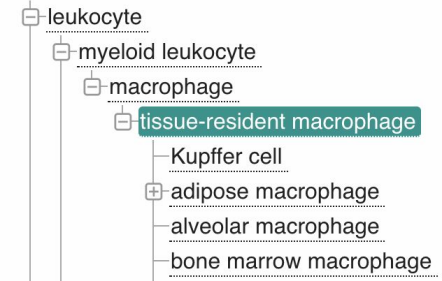 leukocyte
myeloid leukocyte
macrophage
tissue-resident macrophage
Kupffer cell
adipose macrophage
alveolar macrophage
bone marrow macrophage